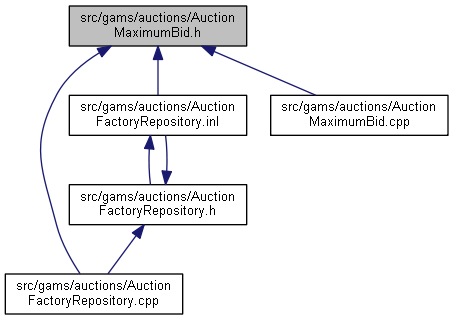 src/gams/auctions/Auction
MaximumBid.h
src/gams/auctions/Auction
FactoryRepository.inl
src/gams/auctions/Auction
MaximumBid.cpp
src/gams/auctions/Auction
FactoryRepository.h
src/gams/auctions/Auction
FactoryRepository.cpp